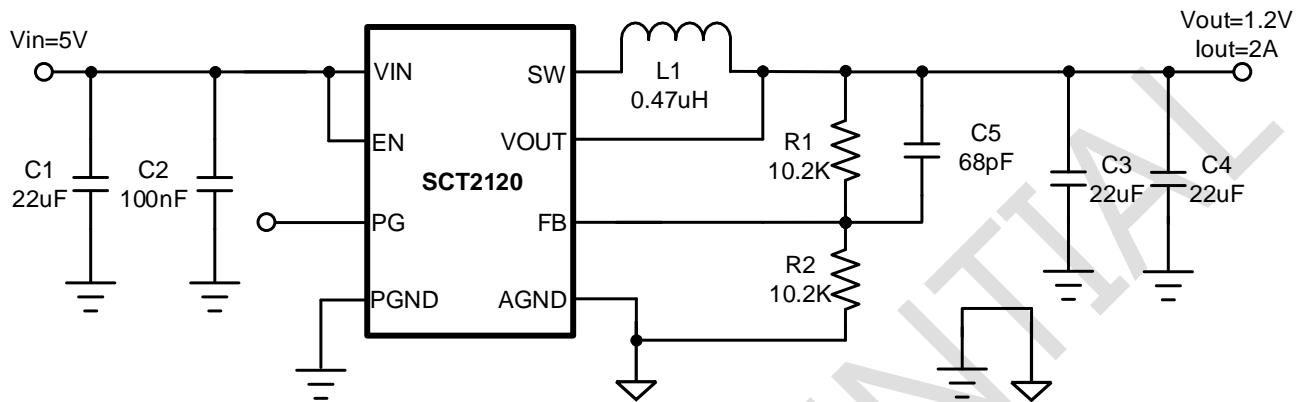 Vin=5V
Vout=1.2V
Iout=2A
VIN
SW
L1
0.47uH
EN
VOUT
C1
22uF
C2
100nF
SCT2120
R1
10.2K
C5
68pF
C3
22uF
C4
22uF
PG
FB
R2
10.2K
PGND
AGND
NTIAL